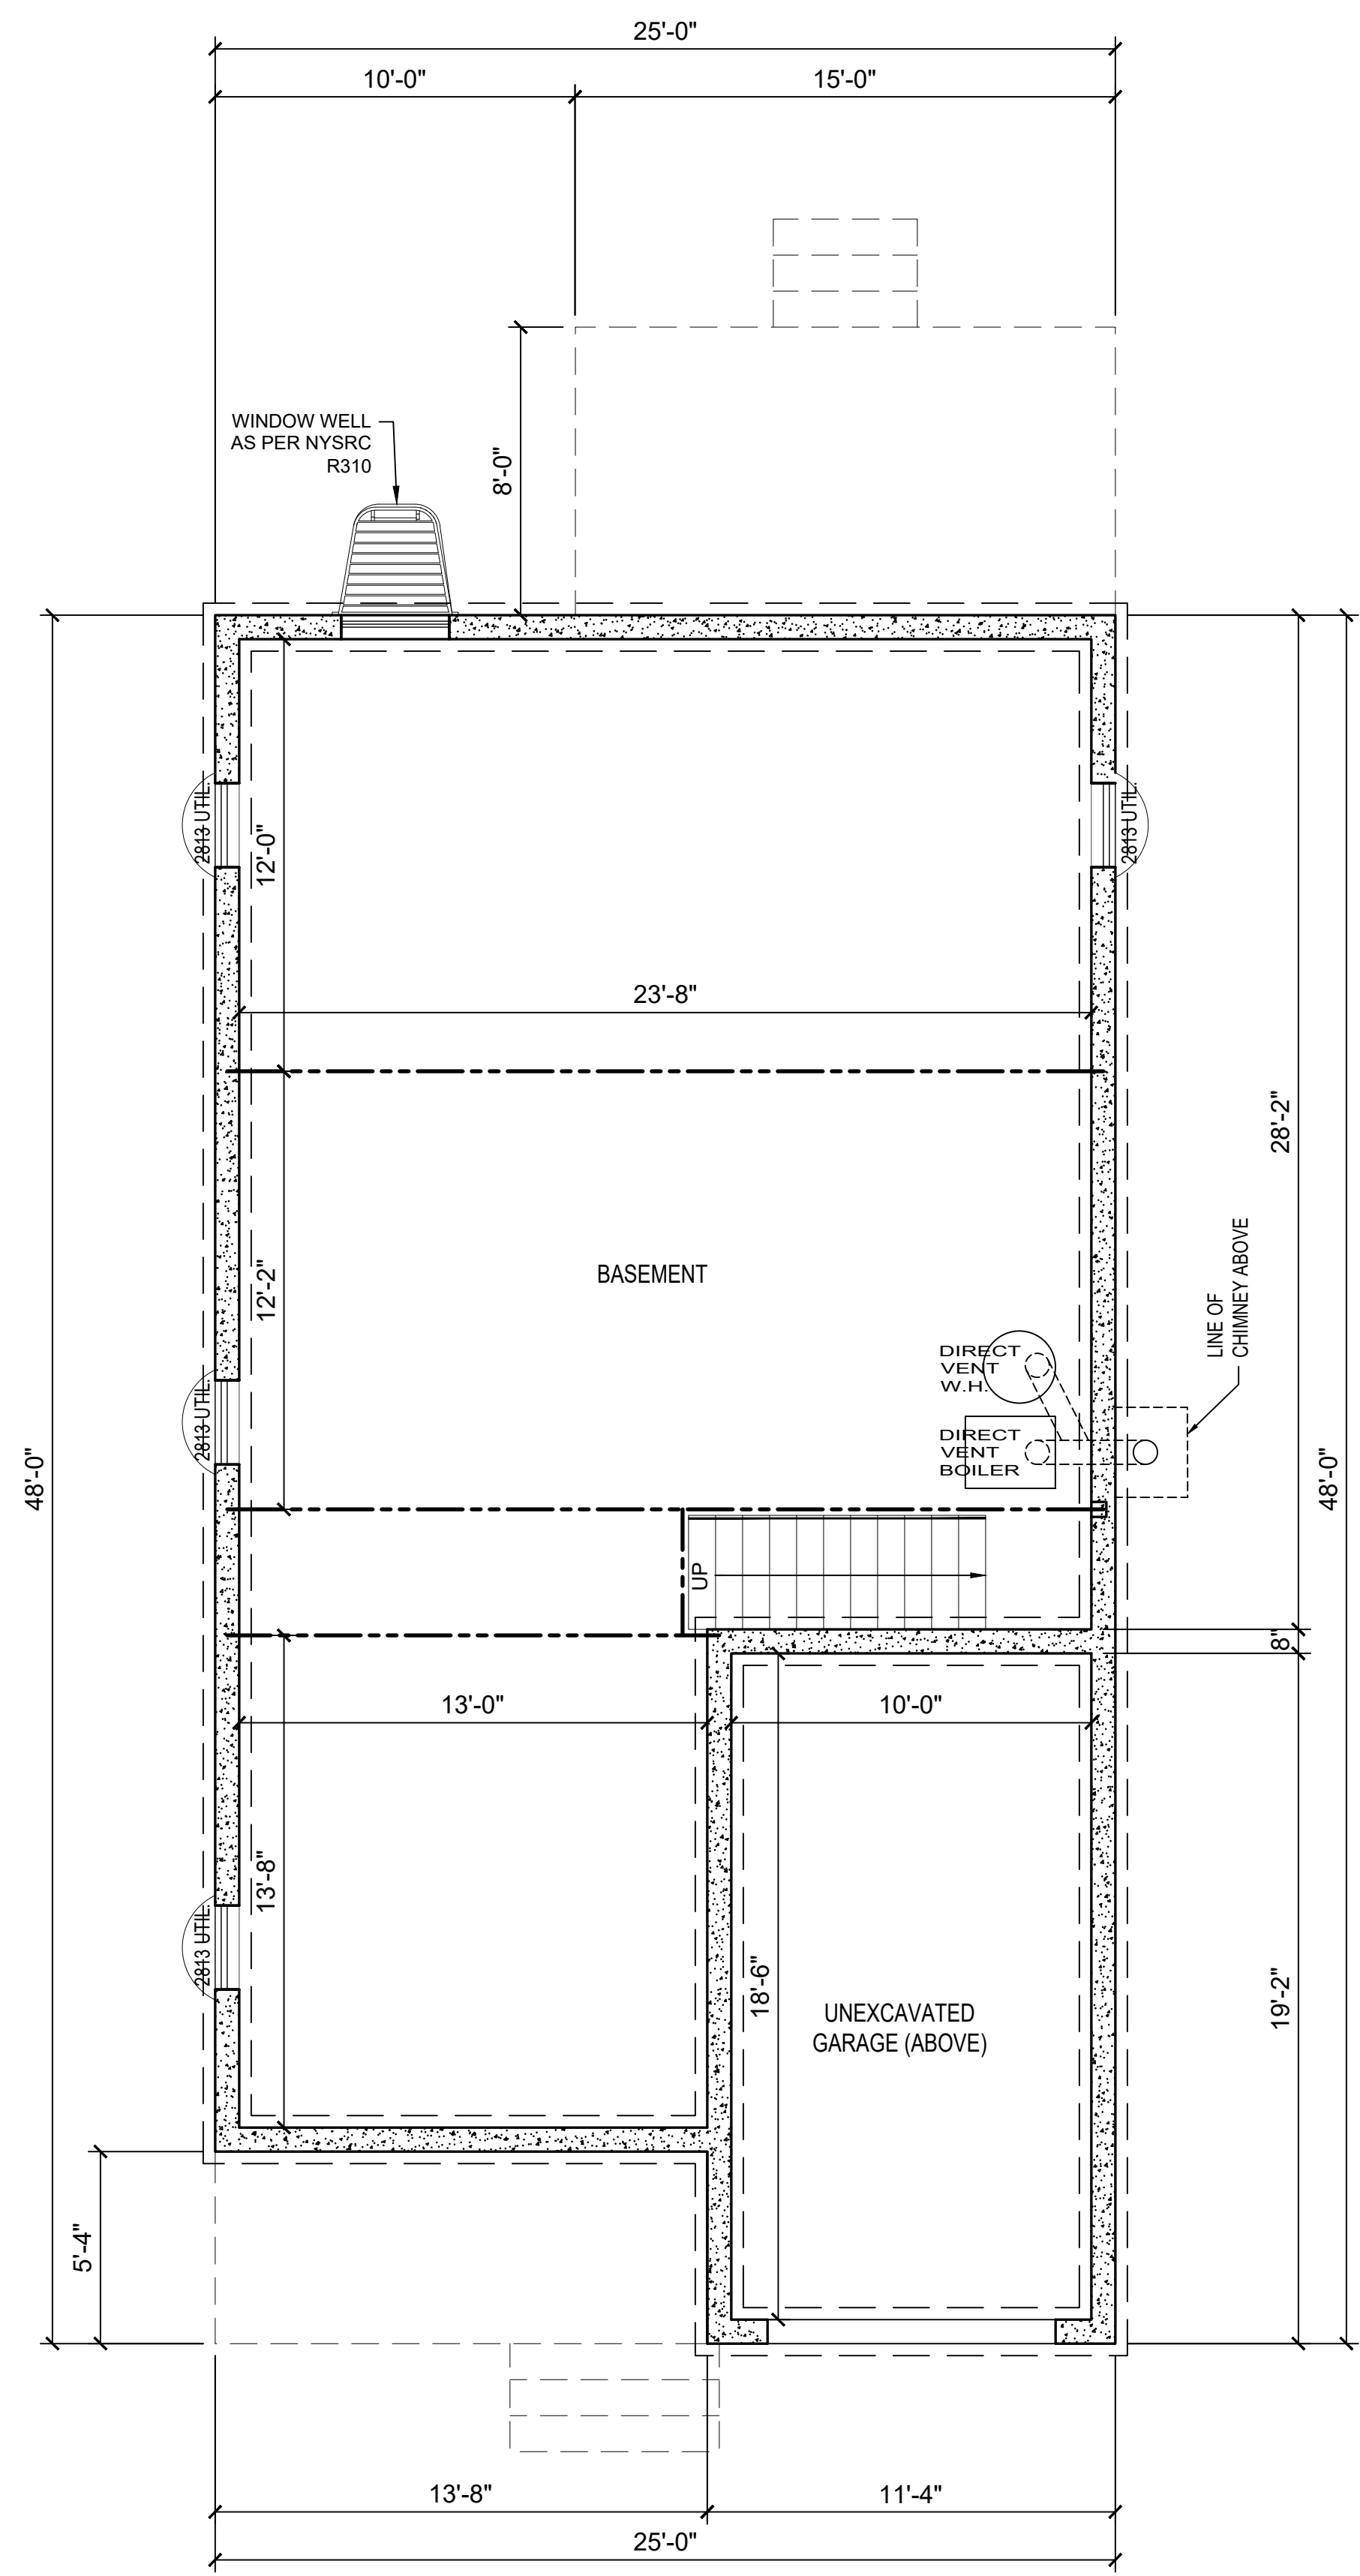 25'-0"
10'-0"
15'-0"
WINDOW WELL
AS PER NYSRC
R310
8'-0"
2813 UTIL.
2813 UTIL.
12'-0"
23'-8"
28'-2"
12'-2"
BASEMENT
LINE OF
CHIMNEY ABOVE
DIRECT
VENT
W.H.
2813 UTIL.
DIRECT
VENT
BOILER
48'-0"
48'-0"
UP
8"
13'-0"
10'-0"
13'-8"
2813 UTIL.
18'-6"
19'-2"
UNEXCAVATED
GARAGE (ABOVE)
5'-4"
13'-8"
11'-4"
25'-0"